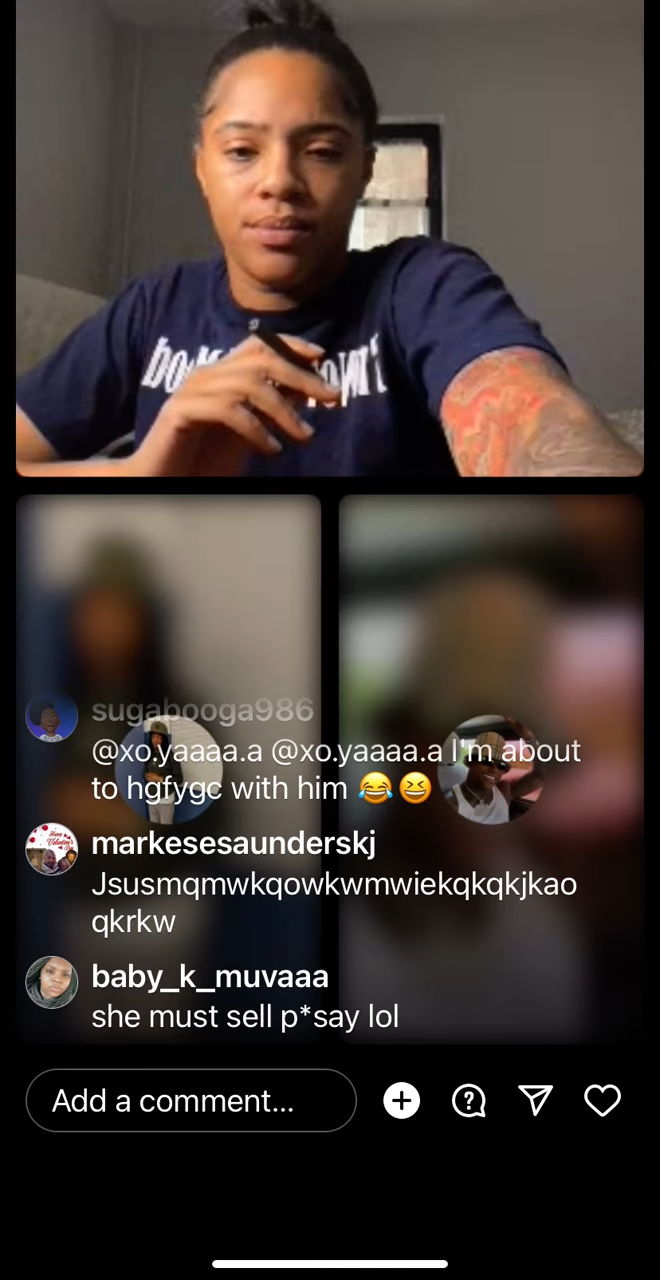 sugabooga986
@xo.yaaaa.a @xo.yaaaa.a I'm about
to hgfygc with him 😂😆
markesesaunderskj
Jsusmqmwkqowkwmwiekqkqkjkao
qkrkw
baby_k_muvaaa
she must sell p*say lol
Add a comment...